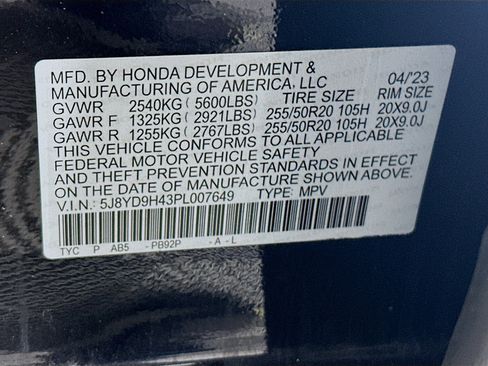 MFD. BY HONDA DEVELOPMENT & 04/'23
MANUFACTURING OF AMERICA, LLC
GVWR 2540KG (5600LBS) TIRE SIZE RIM SIZE
GAWR F 1325KG (2921LBS) 255/50R20 105H 20X9.0J
GAWR R 1255KG (2767LBS) 255/50R20 105H 20X9.0J
THIS VEHICLE CONFORMS TO ALL APPLICABLE
FEDERAL MOTOR VEHICLE SAFETY
AND THEFT PREVENTION STANDARDS IN EFFECT
ON THE DATE OF MANUFACTURE SHOWN ABOVE.
V.I.N.: 5J8YD9H43PL007649 TYPE: MPV
TYC P AB5 -PB92P -A-L